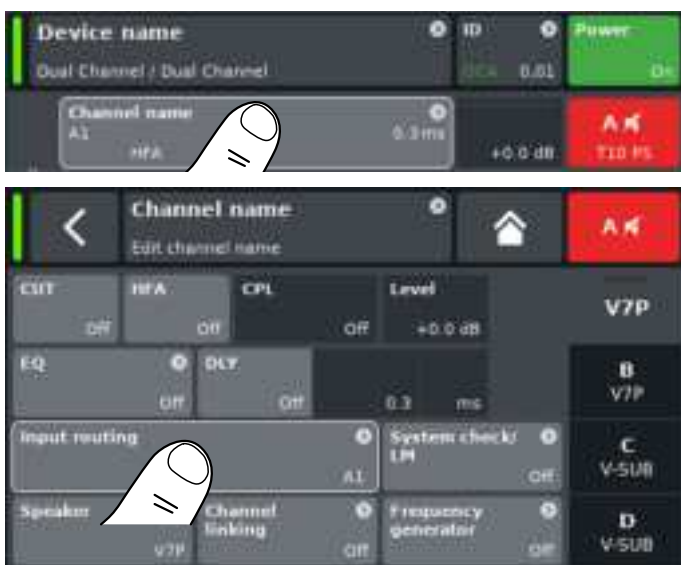 Device name
ID
Power
Dual Channel / Dual Channel
OCA 0.01
On
Channel name
A1
0.3 ms
HFA
+0.0 dB
A
T10 PS
Channel name
Edit channel name
A
CUT
HFA
CPL
Level
Off
Off
Off
+0.0 dB
V7P
EQ
DLY
Off
Off
0.3 ms
B
V7P
Input routing
A1
System check/
LM
Off
C
V-SUB
Speaker
V7P
Channel
linking
Off
Frequency
generator
Off
D
V-SUB